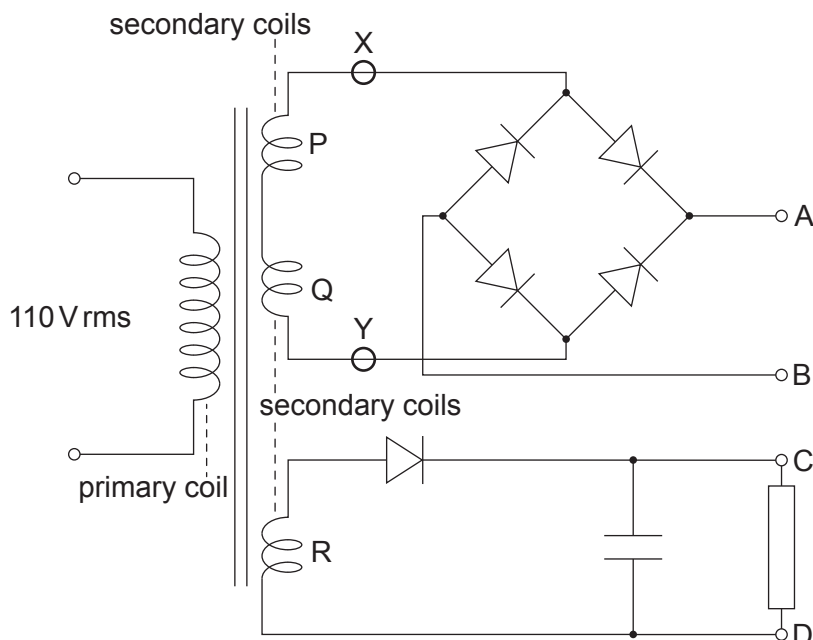 secondary coils
X
P
A
Q
110 V rms
Y
B
secondary coils
C
primary coil
R
D